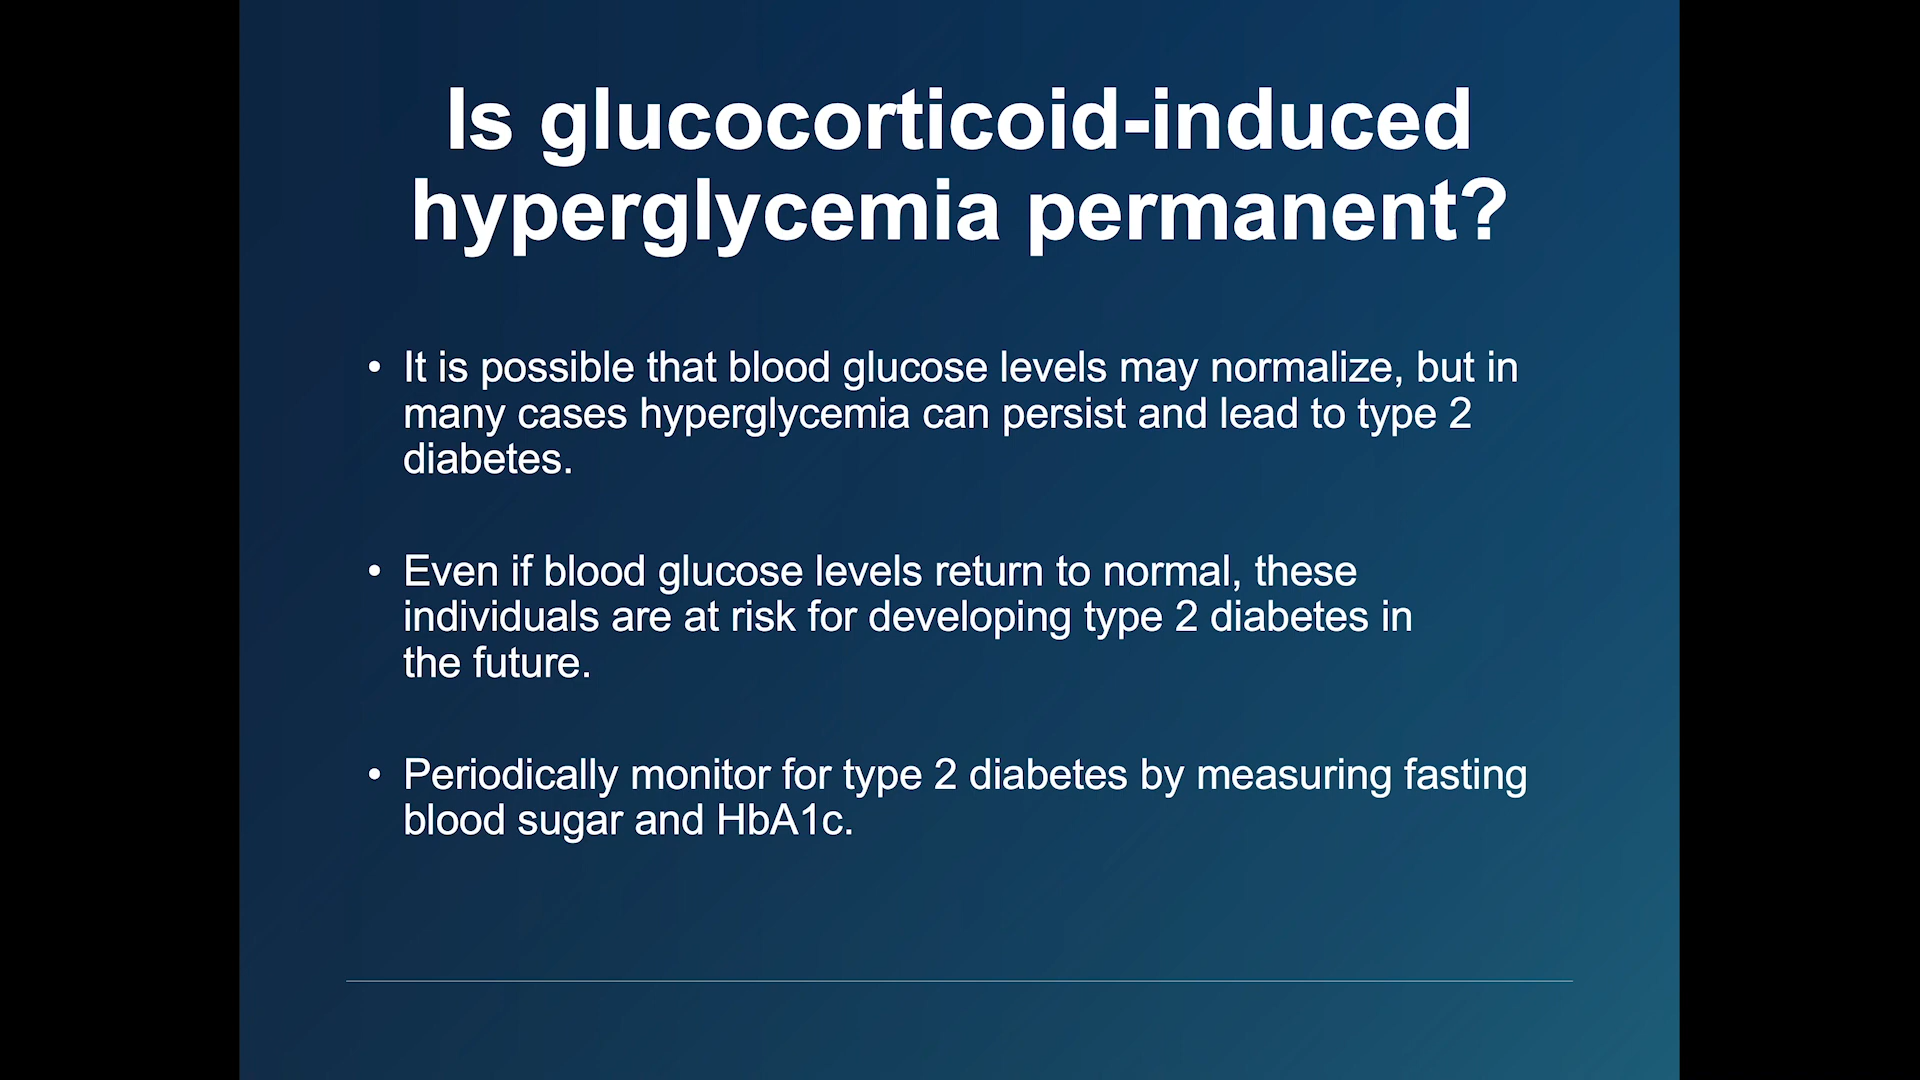 Is glucocorticoid-induced
hyperglycemia permanent?
• It is possible that blood glucose levels may normalize, but in
many cases hyperglycemia can persist and lead to type 2
diabetes.
• Even if blood glucose levels return to normal, these
individuals are at risk for developing type 2 diabetes in
the future.
• Periodically monitor for type 2 diabetes by measuring fasting
blood sugar and HbA1c.